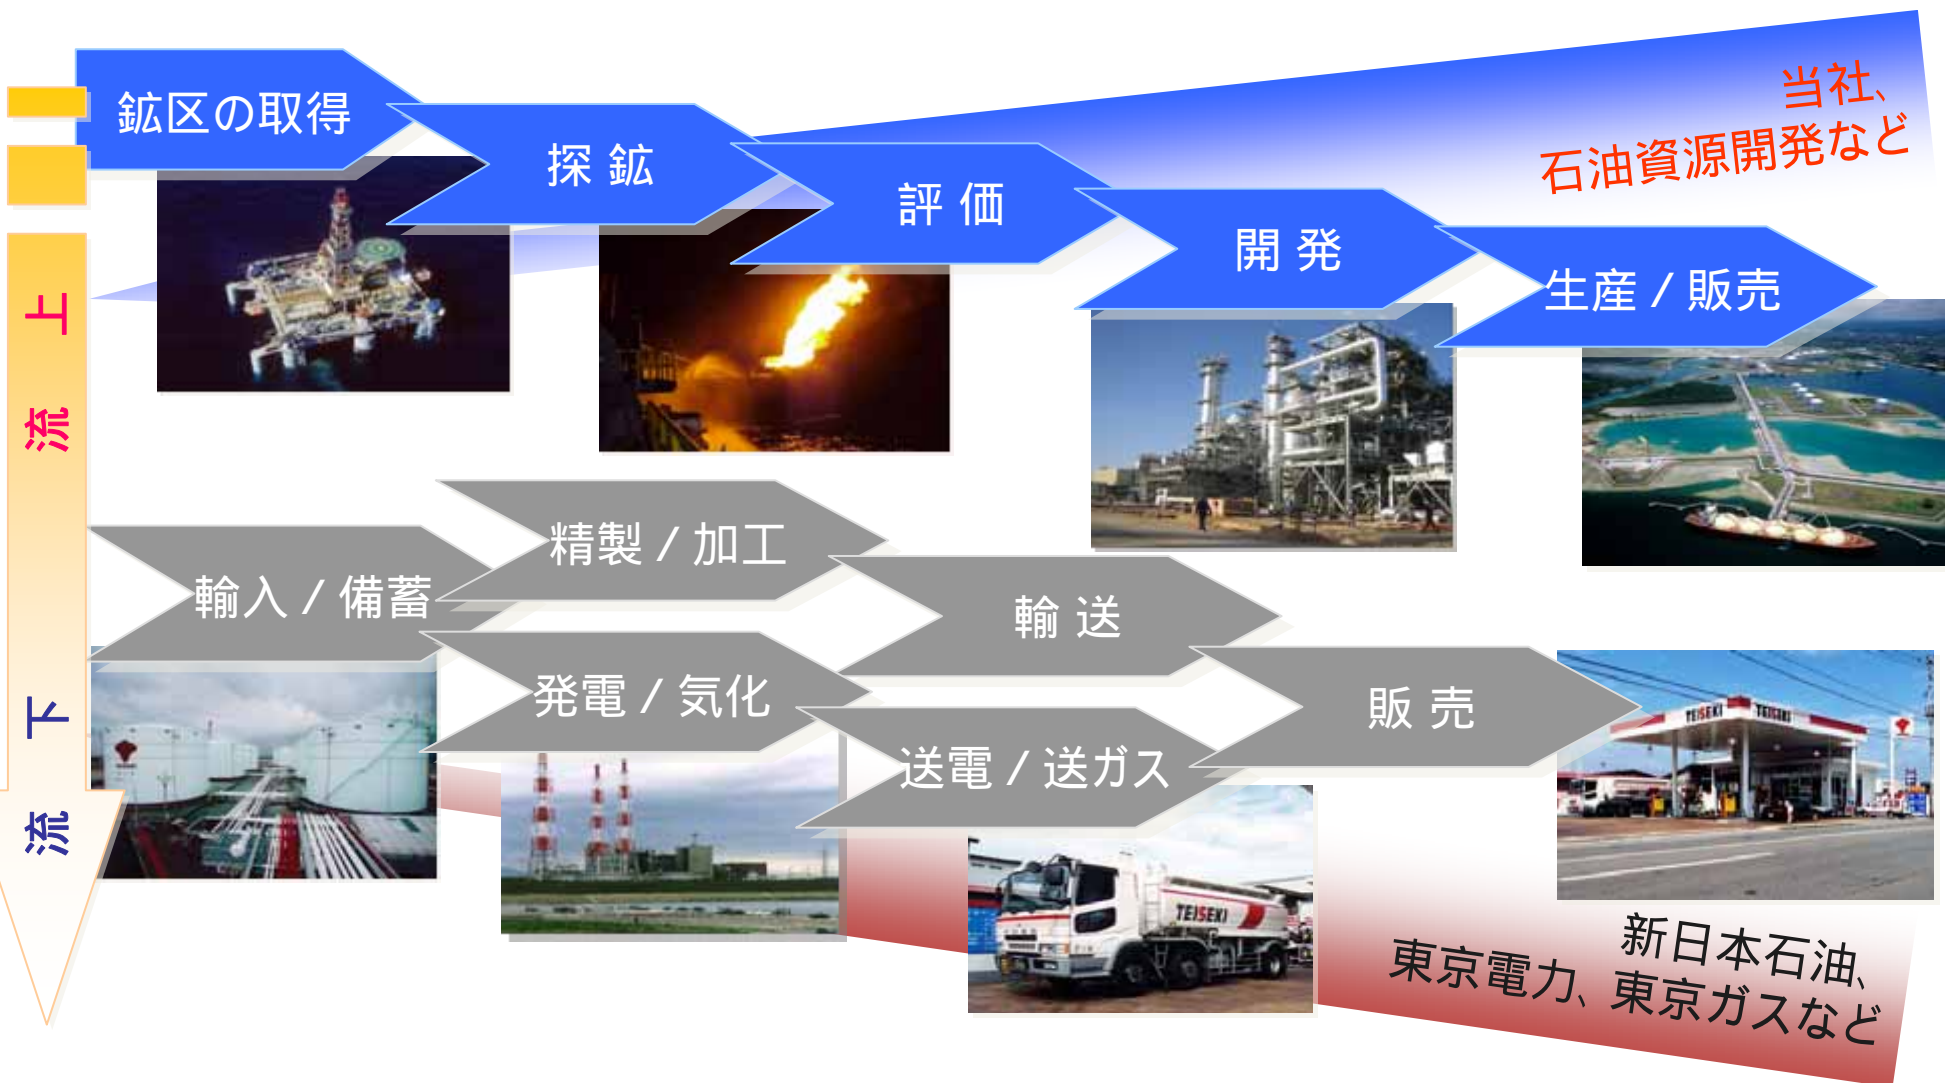 鉱区の取得
探 鉱
評 価
開 発
生産 / 販売
当社、
石油資源開発など
上 流
下 流
輸入 / 備蓄
精製 / 加工
輸 送
発電 / 気化
送電 / 送ガス
販 売
TEISEKI
TEISEKI
TEISEKI
新日本石油、
東京電力、東京ガスなど